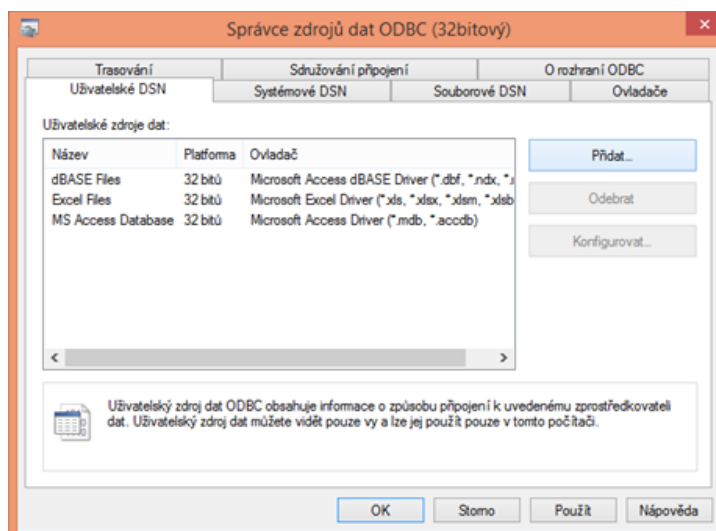 Správce zdrojů dat ODBC (32bitový)
Trasování Sdružování připojení O rozhraní ODBC
Uživatelské DSN Systémové DSN Souborové DSN Ovladače
Uživatelské zdroje dat:
Název Platforma Ovladač
dBASE Files 32 bitů Microsoft Access dBASE Driver (*.dbf, *.ndx, *.
Excel Files 32 bitů Microsoft Excel Driver (*.xls, *.xlsx, *.xlsm, *.xlsb
MS Access Database 32 bitů Microsoft Access Driver (*.mdb, *.accdb)
Přidat...
Odebrat
Konfigurovat...
Uživatelský zdroj dat ODBC obsahuje informace o způsobu připojení k uvedenému zprostředkovateli
dat. Uživatelský zdroj dat můžete vidět pouze vy a lze jej použít pouze v tomto počítači.
OK Storno Použít Nápověda